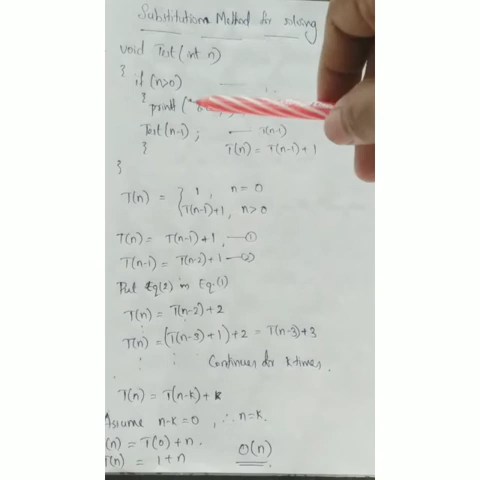 Substitution Method for solving
void Test(int n)
{ if (n>0)
{ printf ("
Test(n-1) ; ← T(n-1)
} T(n) = T(n-1) + 1
}
T(n) = { 1 , n = 0
T(n-1)+1, n>0
T(n) = T(n-1)+1 , —①
T(n-1) = T(n-2)+1 —②
Put Eq(2) in Eq(1)
T(n) = T(n-2)+2
T(n) = (T(n-3)+1)+2 = T(n-3)+3
Continues for k times.
T(n) = T(n-k)+k
Assume n-k=0, ∴ n=k.
(n) = T(0)+n.
T(n) = 1+n O(n)